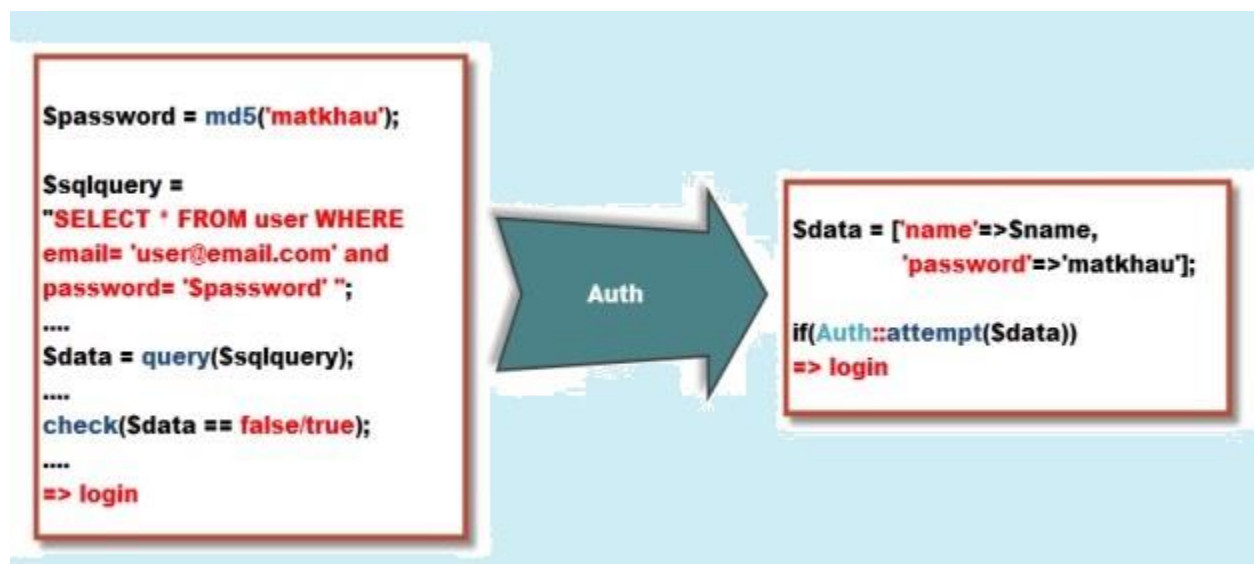 $password = md5('matkhau');
$sqlquery =
"SELECT * FROM user WHERE
email= 'user@email.com' and
password= '$password' ";
....
$data = query($sqlquery);
....
check($data == false/true);
....
=> login
Auth
$data = ['name'=>$name,
'password'=>'matkhau'];
if(Auth::attempt($data))
=> login